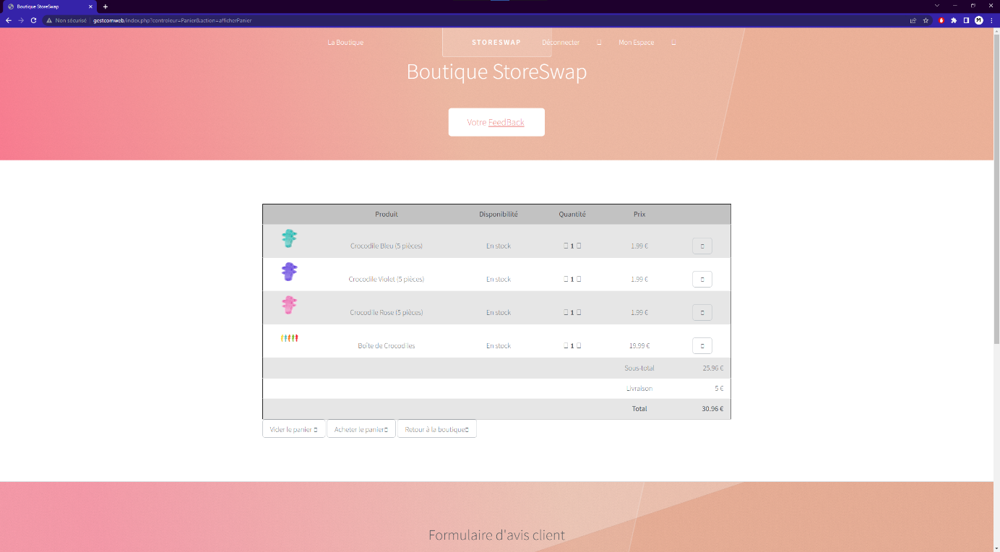 Boutique StoreSwap
Non sécurisé | gestcomweb/index.php?controleur=Panier&action=afficherPanier
M
La Boutique STORESWAP Déconnecter Mon Espace
Boutique StoreSwap
Votre FeedBack
Produit Disponibilité Quantité Prix
Crocodile Bleu (5 pièces) En stock 1 1.99 €
Crocodile Violet (5 pièces) En stock 1 1.99 €
Crocodile Rose (5 pièces) En stock 1 1.99 €
Boîte de Crocodiles En stock 1 19.99 €
Sous-total 25.96 €
Livraison 5 €
Total 30.96 €
Vider le panier Acheter le panier Retour à la boutique
Formulaire d'avis client